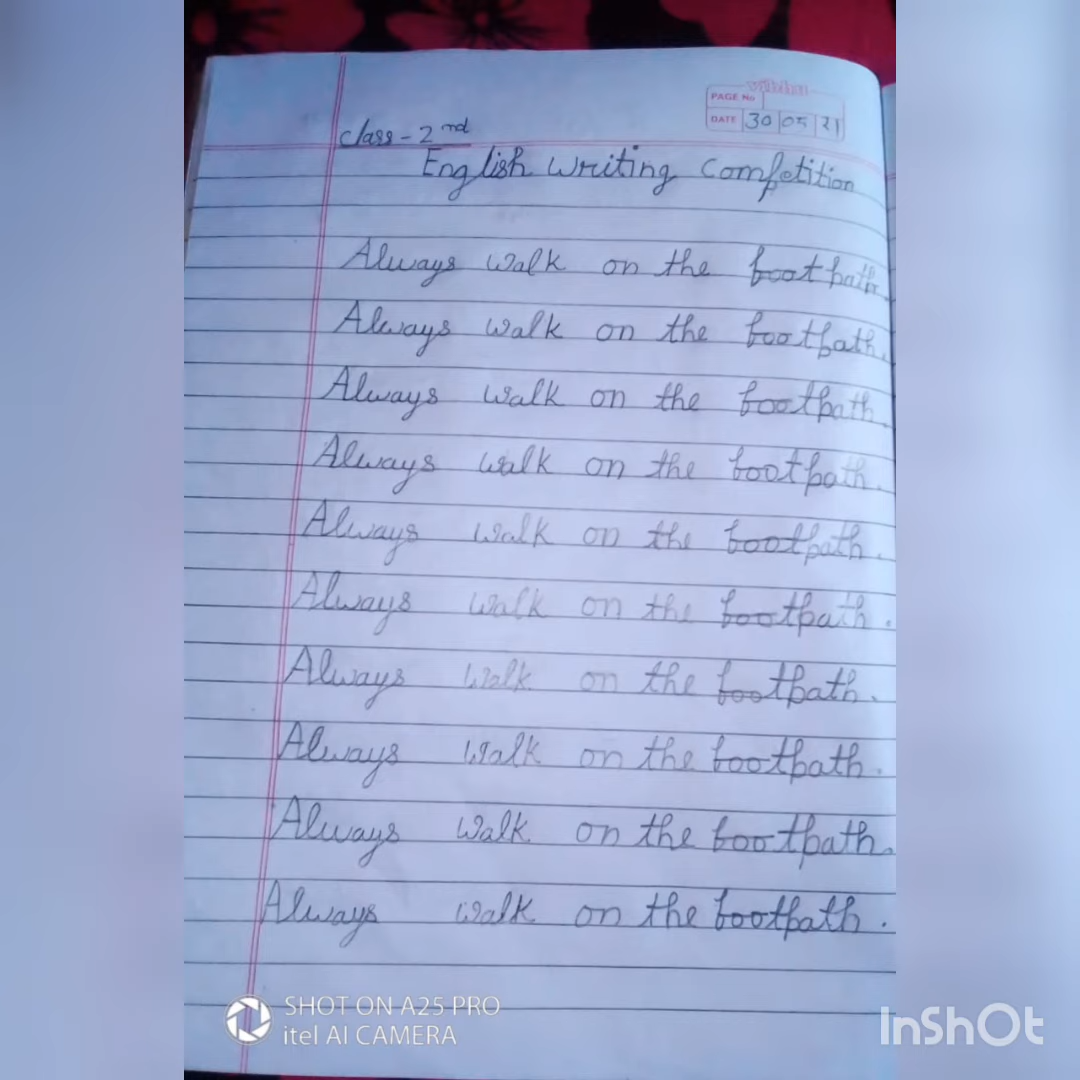 vibhu
PAGE No
DATE 30 05 21
Class - 2nd
English Writing Competition
Always walk on the footpath.
Always walk on the footpath.
Always walk on the footpath.
Always walk on the footpath.
Always walk on the footpath.
Always walk on the footpath.
Always walk on the footpath.
Always walk on the footpath.
Always walk on the footpath.
Always walk on the footpath.
SHOT ON A25 PRO
itel AI CAMERA
InShOt